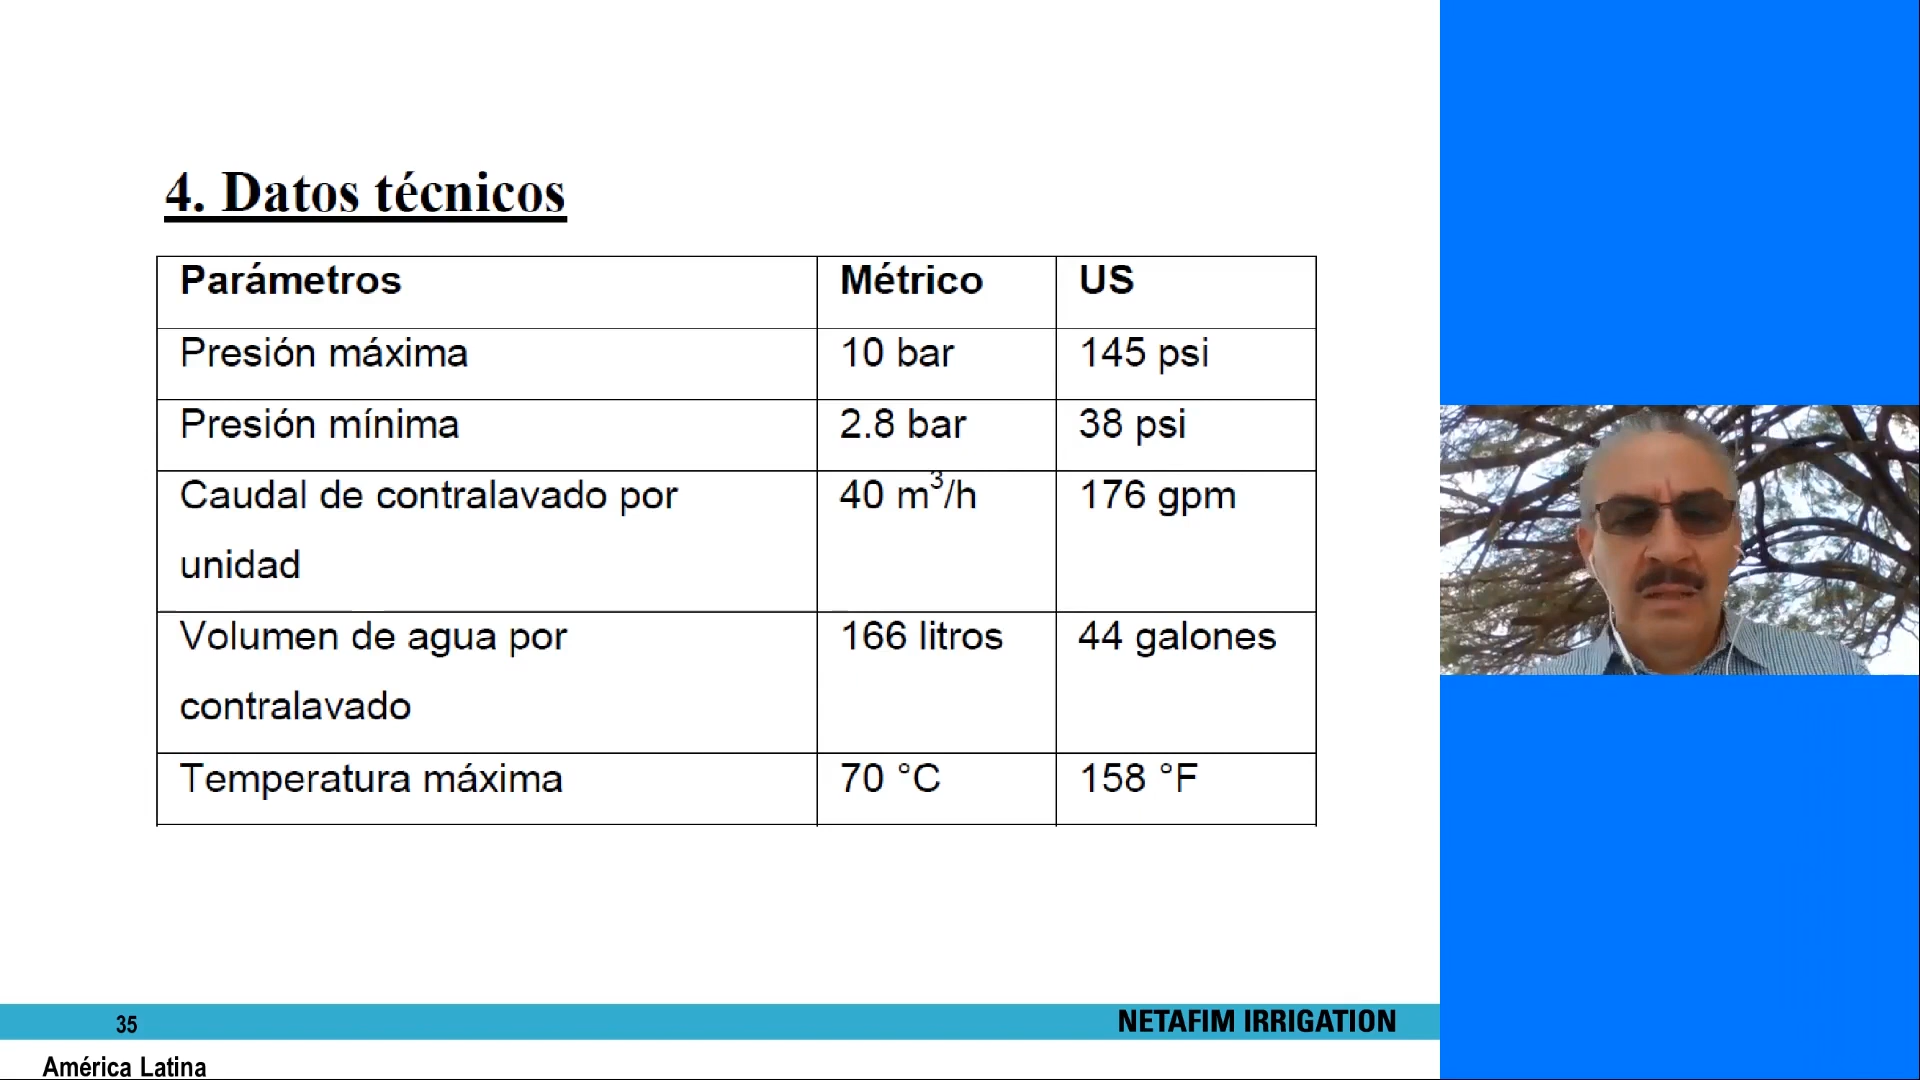 4. Datos técnicos
Parámetros Métrico US
Presión máxima 10 bar 145 psi
Presión mínima 2.8 bar 38 psi
Caudal de contralavado por 40 m³/h 176 gpm
unidad
Volumen de agua por 166 litros 44 galones
contralavado
Temperatura máxima 70 °C 158 °F
35 NETAFIM IRRIGATION
América Latina